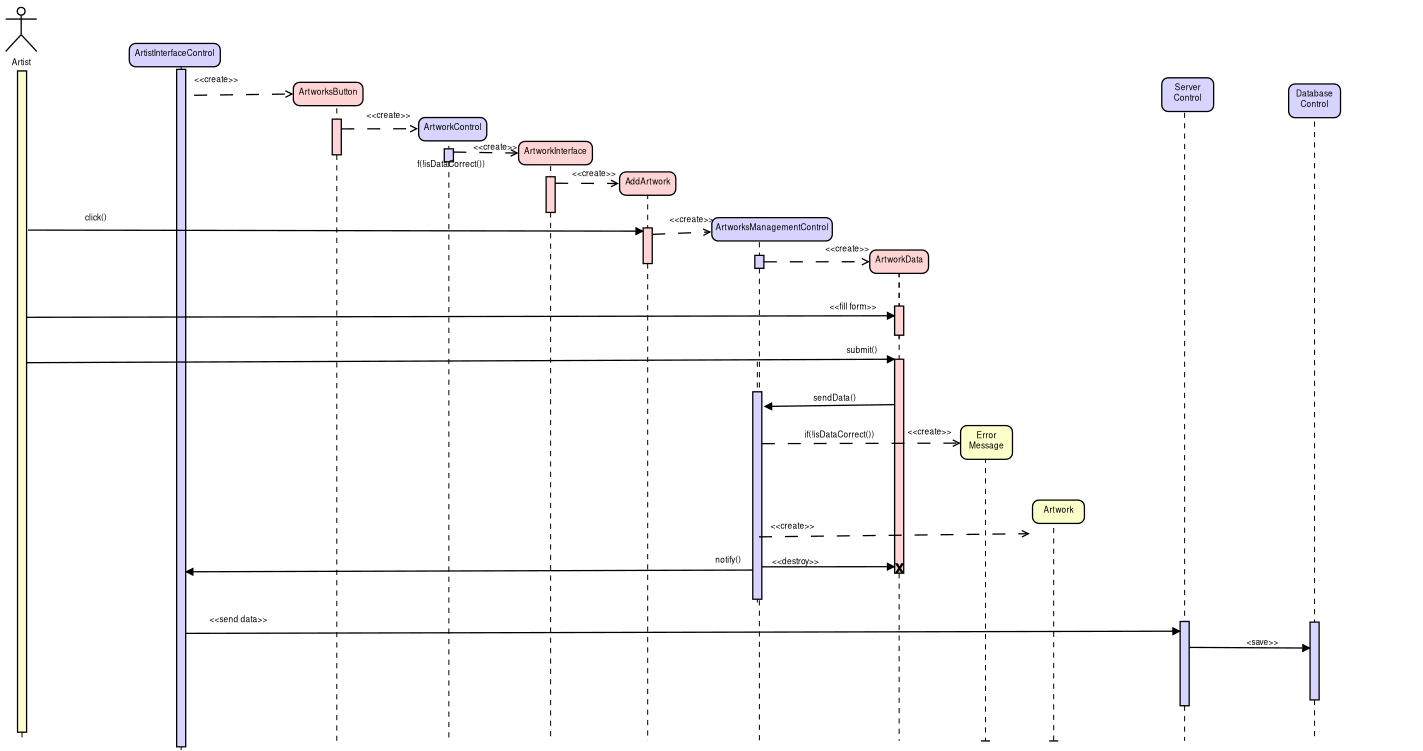 Artist
ArtistInterfaceControl
<<create>>
ArtworksButton
<<create>>
ArtworkControl
Server
Control
Database
Control
<<create>>
ArtworkInterface
f(!isDataCorrect())
<<create>>
AddArtwork
click()
<<create>>
ArtworksManagementControl
<<create>>
ArtworkData
<<fill form>>
submit()
sendData()
if(!isDataCorrect())
<<create>>
Error
Message
Artwork
<<create>>
notify()
<<destroy>>
X
<<send data>>
<save>>